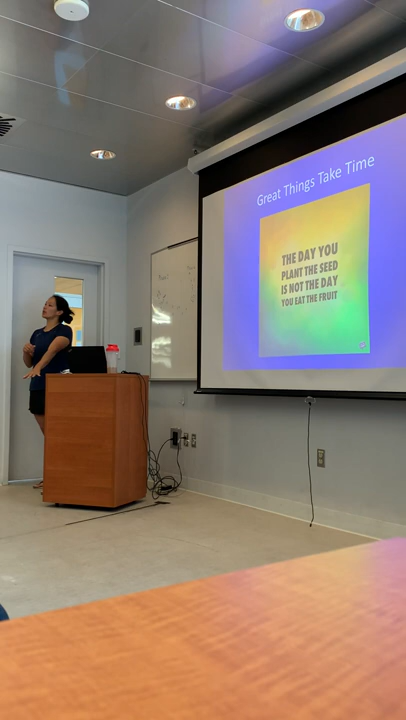 Great Things Take Time
THE DAY YOU
PLANT THE SEED
IS NOT THE DAY
YOU EAT THE FRUIT